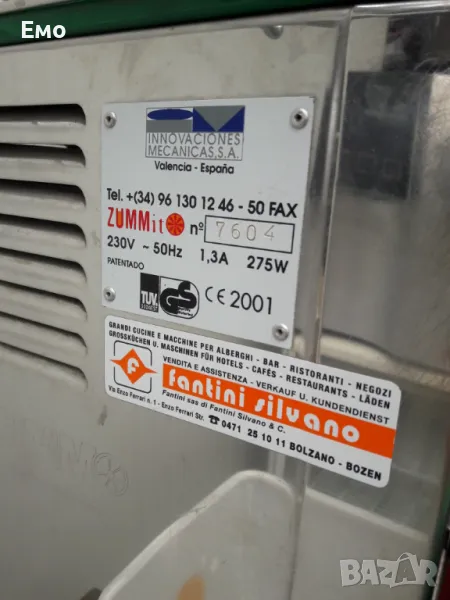 Emo
INNOVACIONES
MECANICAS, S.A.
Valencia - España
Tel. +(34) 96 130 12 46 - 50 FAX
ZUMMit nº 7604
230V ~ 50Hz 1,3A 275W
PATENTADO
TÜV GS CE 2001
GRANDI CUCINE E MACCHINE PER ALBERGHI - BAR - RISTORANTI - NEGOZI
GROSSKÜCHEN U. MASCHINEN FÜR HOTELS - CAFÉS - RESTAURANTS - LÄDEN
VENDITA E ASSISTENZA - VERKAUF U. KUNDENDIENST
F fantini silvano
Fantini sas di Fantini Silvano & C.
Via Enzo Ferrari n. 1 - Enzo Ferrari Str. ☎ 0471 25 10 11 BOLZANO - BOZEN
BAZAR